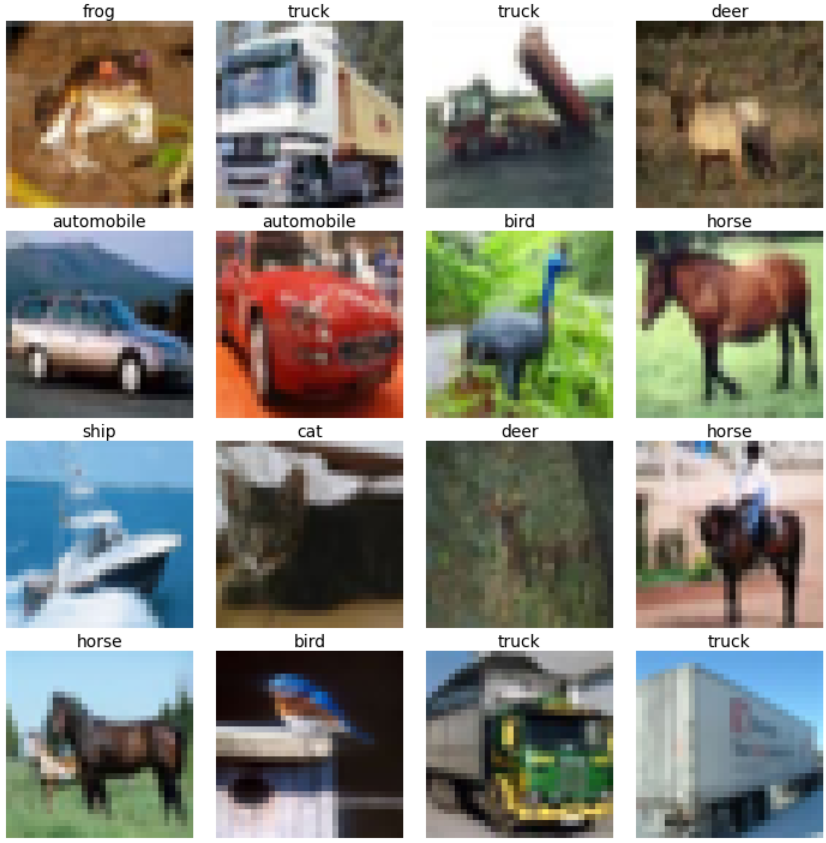 frog truck truck deer
automobile automobile bird horse
ship cat deer horse
horse bird truck truck